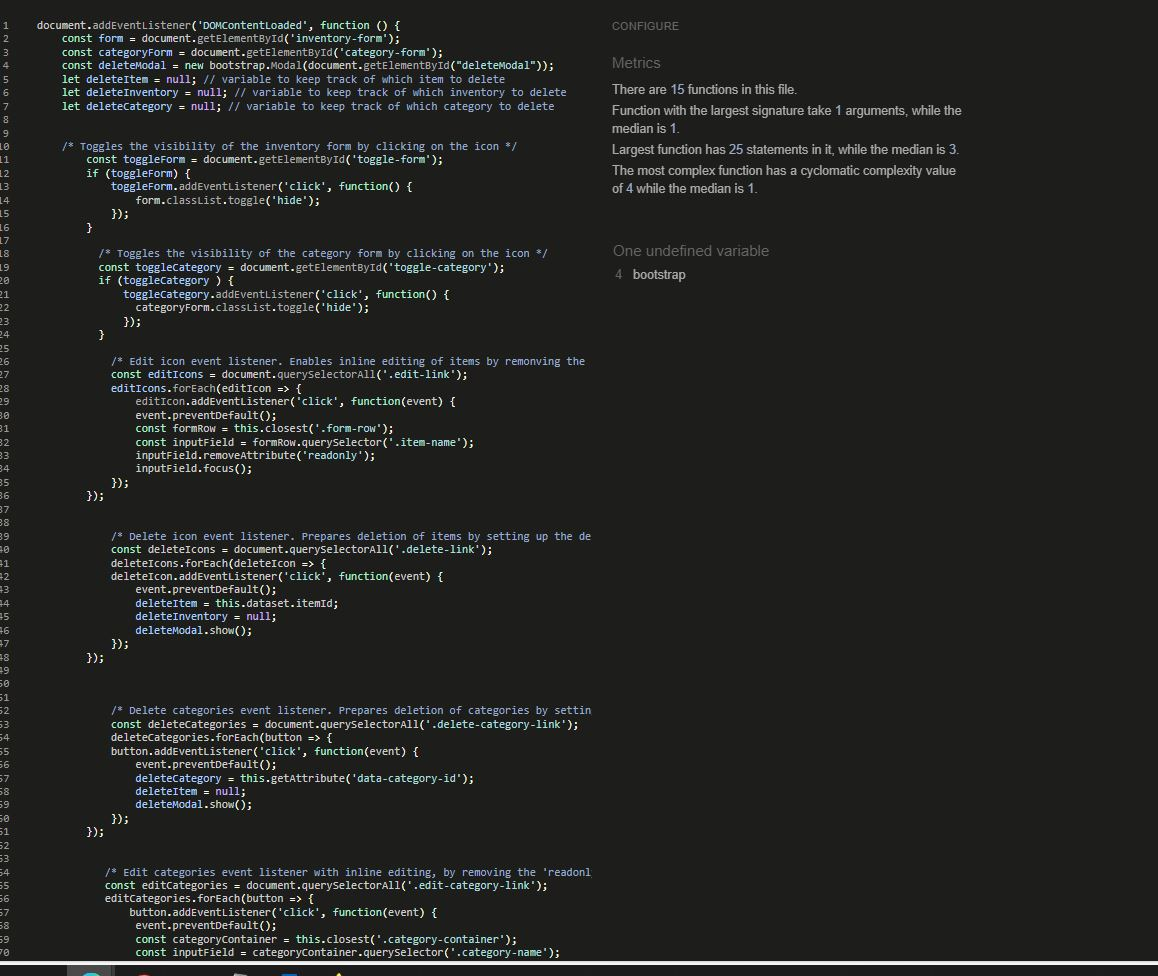 CONFIGURE
1 document.addEventListener('DOMContentLoaded', function () {
2 const form = document.getElementById('inventory-form');
3 const categoryForm = document.getElementById('category-form');
4 const deleteModal = new bootstrap.Modal(document.getElementById("deleteModal"));
5 let deleteItem = null; // variable to keep track of which item to delete
6 let deleteInventory = null; // variable to keep track of which inventory to delete
7 let deleteCategory = null; // variable to keep track of which category to delete
8
9
10 /* Toggles the visibility of the inventory form by clicking on the icon */
11 const toggleForm = document.getElementById('toggle-form');
12 if (toggleForm) {
13 toggleForm.addEventListener('click', function() {
14 form.classList.toggle('hide');
15 });
16 }
17
18 /* Toggles the visibility of the category form by clicking on the icon */
19 const toggleCategory = document.getElementById('toggle-category');
20 if (toggleCategory ) {
21 toggleCategory.addEventListener('click', function() {
22 categoryForm.classList.toggle('hide');
23 });
24 }
25
26 /* Edit icon event listener. Enables inline editing of items by remonving the
27 const editIcons = document.querySelectorAll('.edit-link');
28 editIcons.forEach(editIcon => {
29 editIcon.addEventListener('click', function(event) {
30 event.preventDefault();
31 const formRow = this.closest('.form-row');
32 const inputField = formRow.querySelector('.item-name');
33 inputField.removeAttribute('readonly');
34 inputField.focus();
35 });
36 });
37
38
39 /* Delete icon event listener. Prepares deletion of items by setting up the de
40 const deleteIcons = document.querySelectorAll('.delete-link');
41 deleteIcons.forEach(deleteIcon => {
42 deleteIcon.addEventListener('click', function(event) {
43 event.preventDefault();
44 deleteItem = this.dataset.itemId;
45 deleteInventory = null;
46 deleteModal.show();
47 });
48 });
49
50
51
52 /* Delete categories event listener. Prepares deletion of categories by settin
53 const deleteCategories = document.querySelectorAll('.delete-category-link');
54 deleteCategories.forEach(button => {
55 button.addEventListener('click', function(event) {
56 event.preventDefault();
57 deleteCategory = this.getAttribute('data-category-id');
58 deleteItem = null;
59 deleteModal.show();
60 });
61 });
62
63
64 /* Edit categories event listener with inline editing, by removing the 'readonl
65 const editCategories = document.querySelectorAll('.edit-category-link');
66 editCategories.forEach(button => {
67 button.addEventListener('click', function(event) {
68 event.preventDefault();
69 const categoryContainer = this.closest('.category-container');
70 const inputField = categoryContainer.querySelector('.category-name');
Metrics
There are 15 functions in this file.
Function with the largest signature take 1 arguments, while the
median is 1.
Largest function has 25 statements in it, while the median is 3.
The most complex function has a cyclomatic complexity value
of 4 while the median is 1.
One undefined variable
4 bootstrap